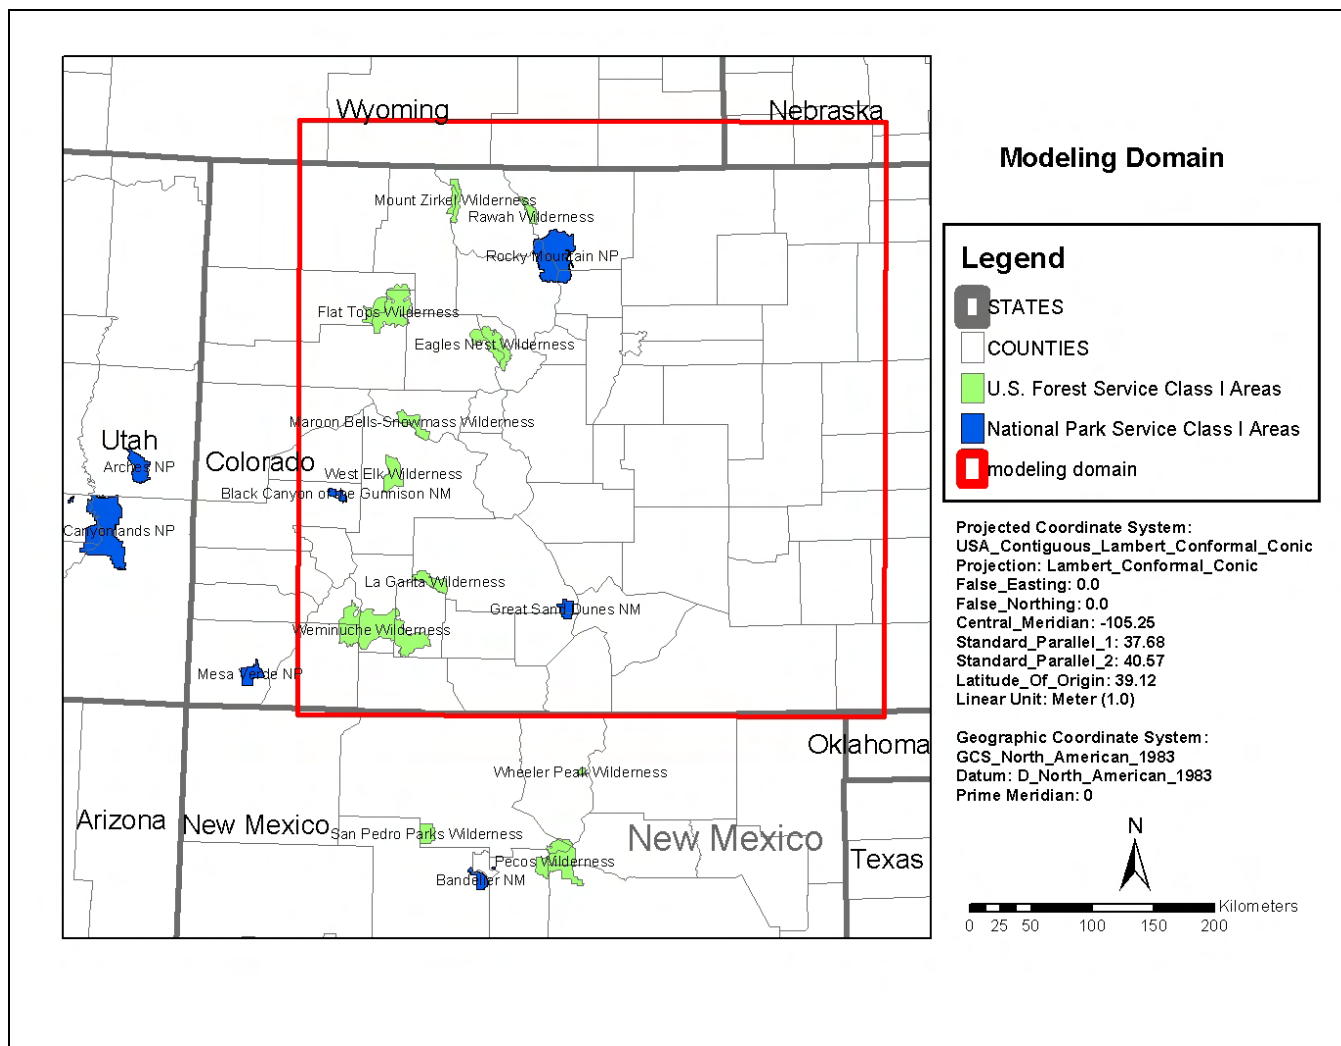 Wyoming
Nebraska
Mount Zirkel Wilderness
Rawah Wilderness
Rocky Mountain NP
Flat Tops Wilderness
Eagles Nest Wilderness
Maroon Bells-Snowmass Wilderness
Utah
Arches NP
Colorado
West Elk Wilderness
Black Canyon of the Gunnison NM
Canyonlands NP
La Garita Wilderness
Great Sand Dunes NM
Weminuche Wilderness
Mesa Verde NP
Oklahoma
Wheeler Peak Wilderness
Arizona
New Mexico
San Pedro Parks Wilderness
New Mexico
Pecos Wilderness
Texas
Bandelier NM
Modeling Domain
Legend
STATES
COUNTIES
U.S. Forest Service Class I Areas
National Park Service Class I Areas
modeling domain
Projected Coordinate System:
USA_Contiguous_Lambert_Conformal_Conic
Projection: Lambert_Conformal_Conic
False_Easting: 0.0
False_Northing: 0.0
Central_Meridian: -105.25
Standard_Parallel_1: 37.68
Standard_Parallel_2: 40.57
Latitude_Of_Origin: 39.12
Linear Unit: Meter (1.0)
Geographic Coordinate System:
GCS_North_American_1983
Datum: D_North_American_1983
Prime Meridian: 0
N
Kilometers
0 25 50 100 150 200